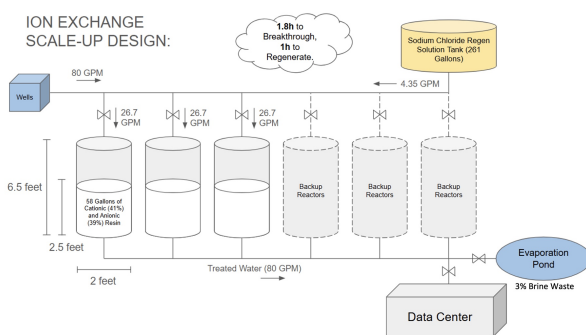 ION EXCHANGE
SCALE-UP DESIGN:
1.8h to
Breakthrough,
1h to
Regenerate.
Sodium Chloride Regen
Solution Tank (261
Gallons)
80 GPM
4.35 GPM
Wells
26.7
GPM
26.7
GPM
26.7
GPM
6.5 feet
2.5 feet
58 Gallons of
Cationic (41%)
and Anionic
(39%) Resin
Backup
Reactors
Backup
Reactors
Backup
Reactors
2 feet
Treated Water (80 GPM)
Evaporation
Pond
3% Brine Waste
Data Center